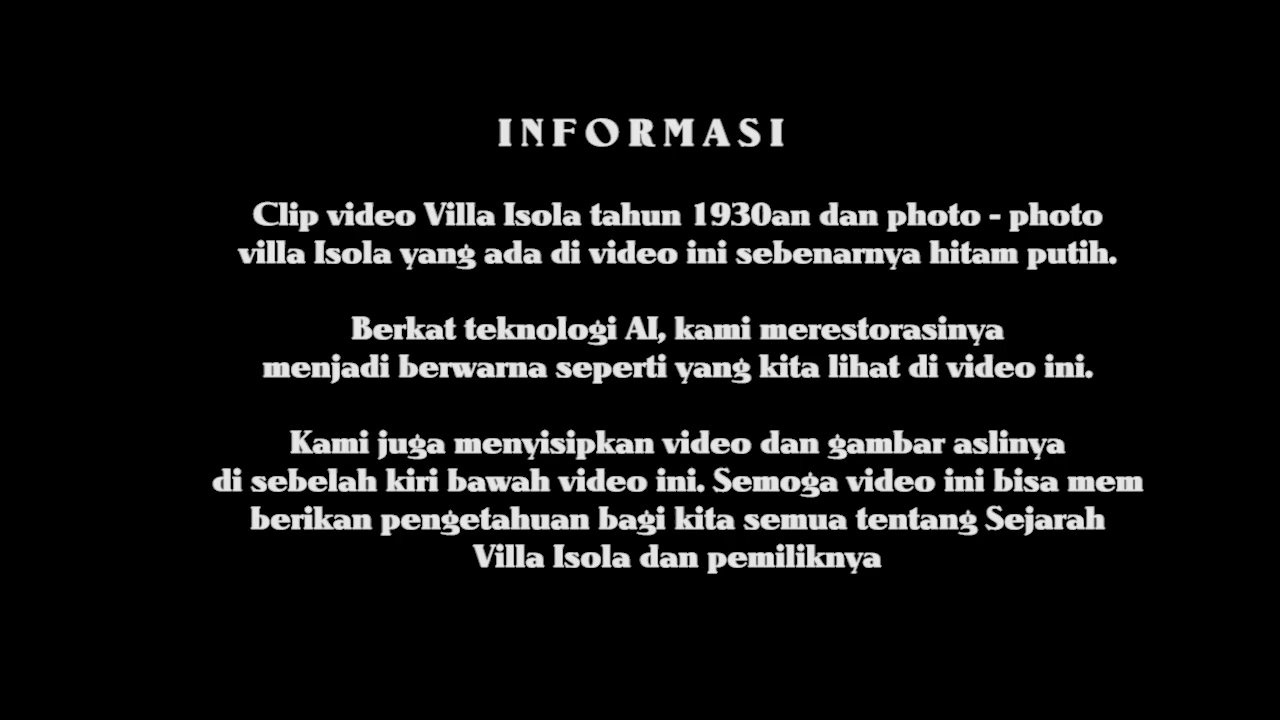 INFORMASI
Clip video Villa Isola tahun 1930an dan photo - photo
villa Isola yang ada di video ini sebenarnya hitam putih.
Berkat teknologi AI, kami merestorasinya
menjadi berwarna seperti yang kita lihat di video ini.
Kami juga menyisipkan video dan gambar aslinya
di sebelah kiri bawah video ini. Semoga video ini bisa mem
berikan pengetahuan bagi kita semua tentang Sejarah
Villa Isola dan pemiliknya